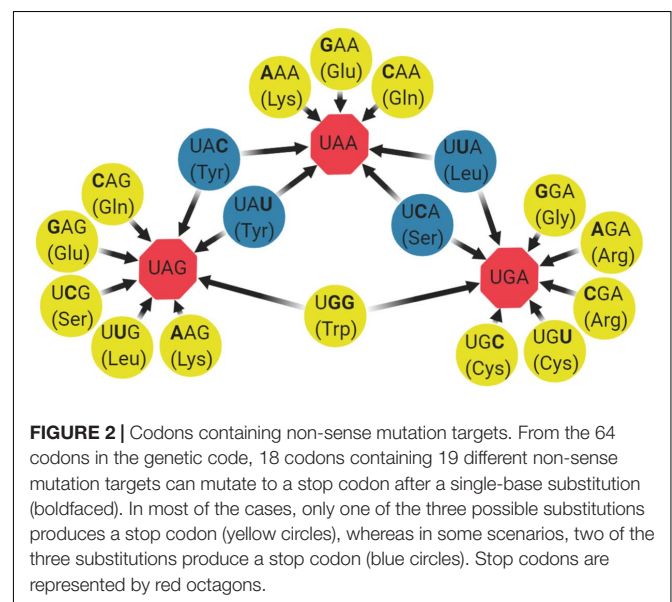 GAA
(Glu)
AAA
(Lys)
CAA
(Gln)
UAA
UAC
(Tyr)
UUA
(Leu)
CAG
(Gln)
UAU
(Tyr)
UCA
(Ser)
GGA
(Gly)
GAG
(Glu)
AGA
(Arg)
UAG
UGA
UCG
(Ser)
UGG
(Trp)
CGA
(Arg)
UUG
(Leu)
AAG
(Lys)
UGC
(Cys)
UGU
(Cys)
FIGURE 2 | Codons containing non-sense mutation targets. From the 64
codons in the genetic code, 18 codons containing 19 different non-sense
mutation targets can mutate to a stop codon after a single-base substitution
(boldfaced). In most of the cases, only one of the three possible substitutions
produces a stop codon (yellow circles), whereas in some scenarios, two of the
three substitutions produce a stop codon (blue circles). Stop codons are
represented by red octagons.